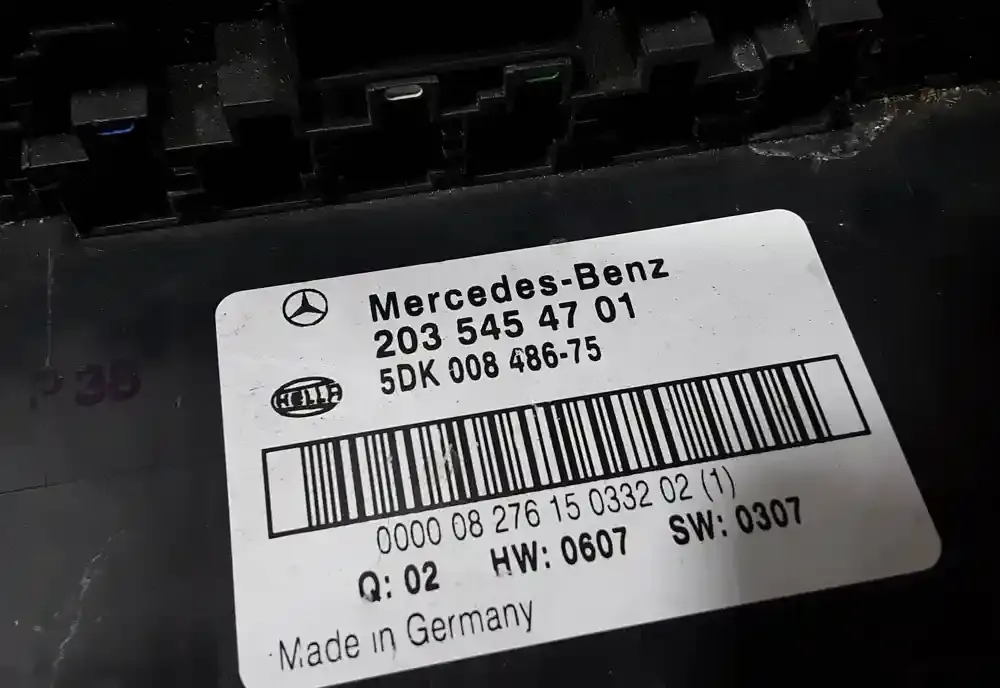 Mercedes-Benz
203 545 47 01
5DK 008 486-75
HELLA
0000 08 276 15 0332 02 (1)
Q: 02 HW: 0607 SW: 0307
Made in Germany
P 38